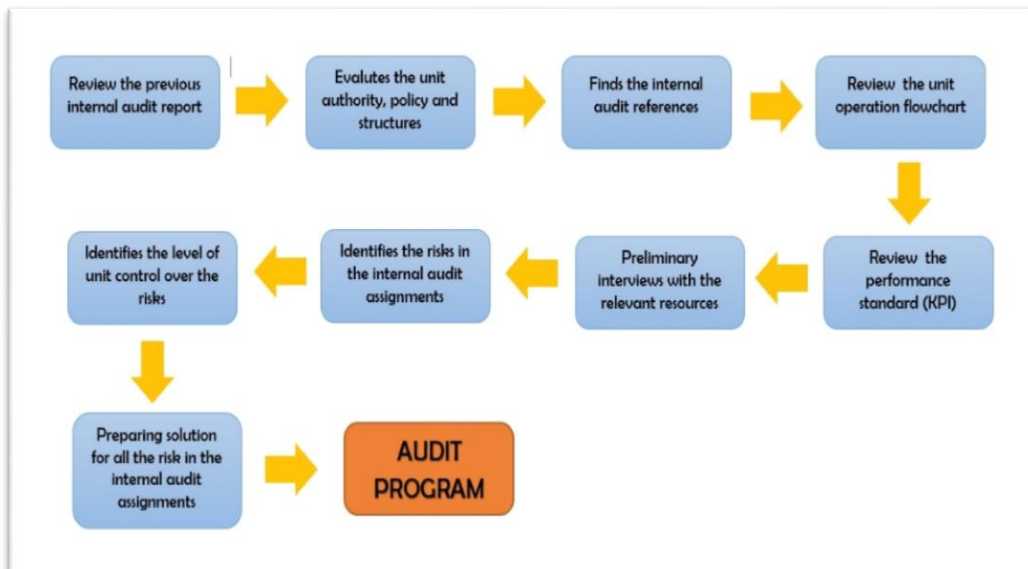 Review the previous
internal audit report
Evalutes the unit
authority, policy and
structures
Finds the internal
audit references
Review the unit
operation flowchart
Review the
performance
standard (KPI)
Preliminary
interviews with the
relevant resources
Identifies the risks in
the internal audit
assignments
Identifies the level of
unit control over the
risks
Preparing solution
for all the risk in the
internal audit
assignments
AUDIT
PROGRAM